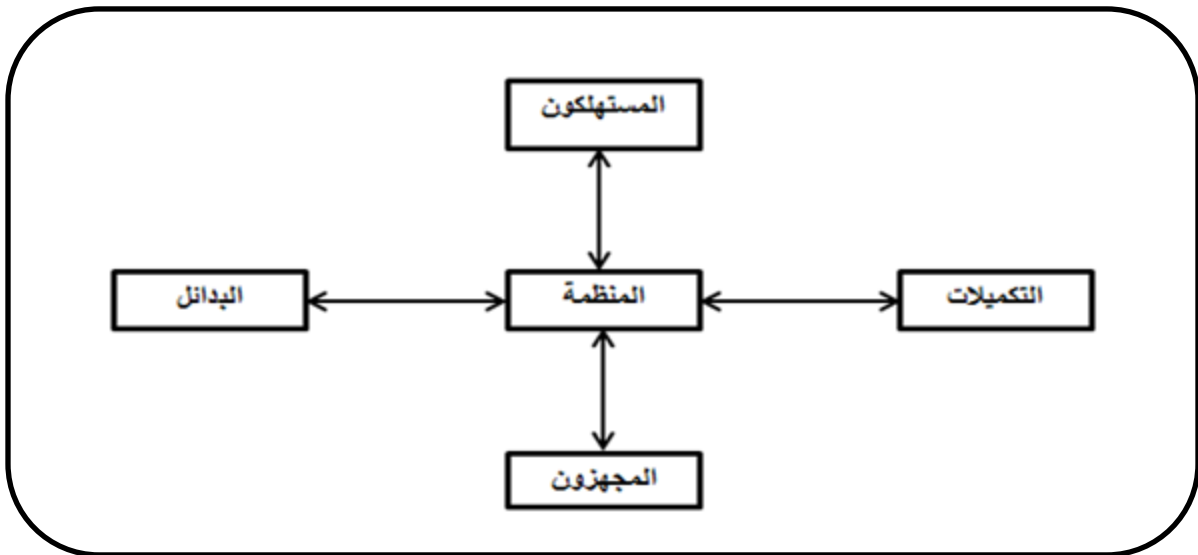 المستهلكون
التكميلات
المنظمة
البدائل
المجهزون